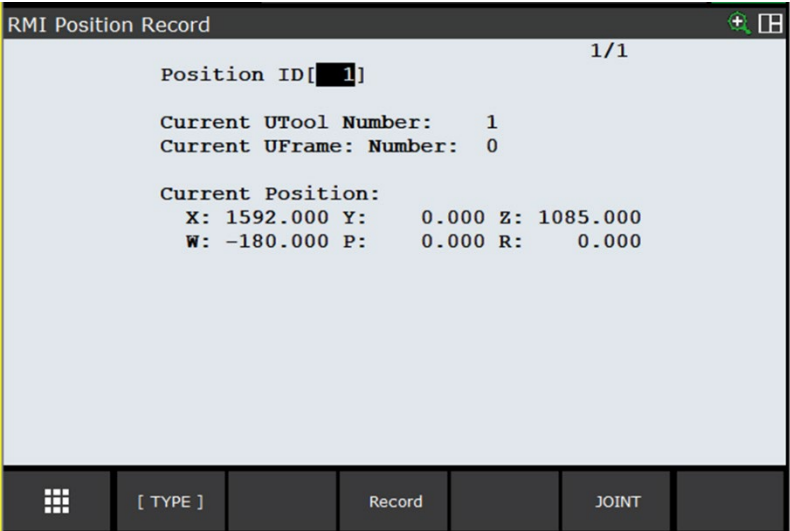 RMI Position Record
1/1
Position ID[ 1]
Current UTool Number: 1
Current UFrame: Number: 0
Current Position:
X: 1592.000 Y: 0.000 Z: 1085.000
W: -180.000 P: 0.000 R: 0.000
[ TYPE ] Record JOINT